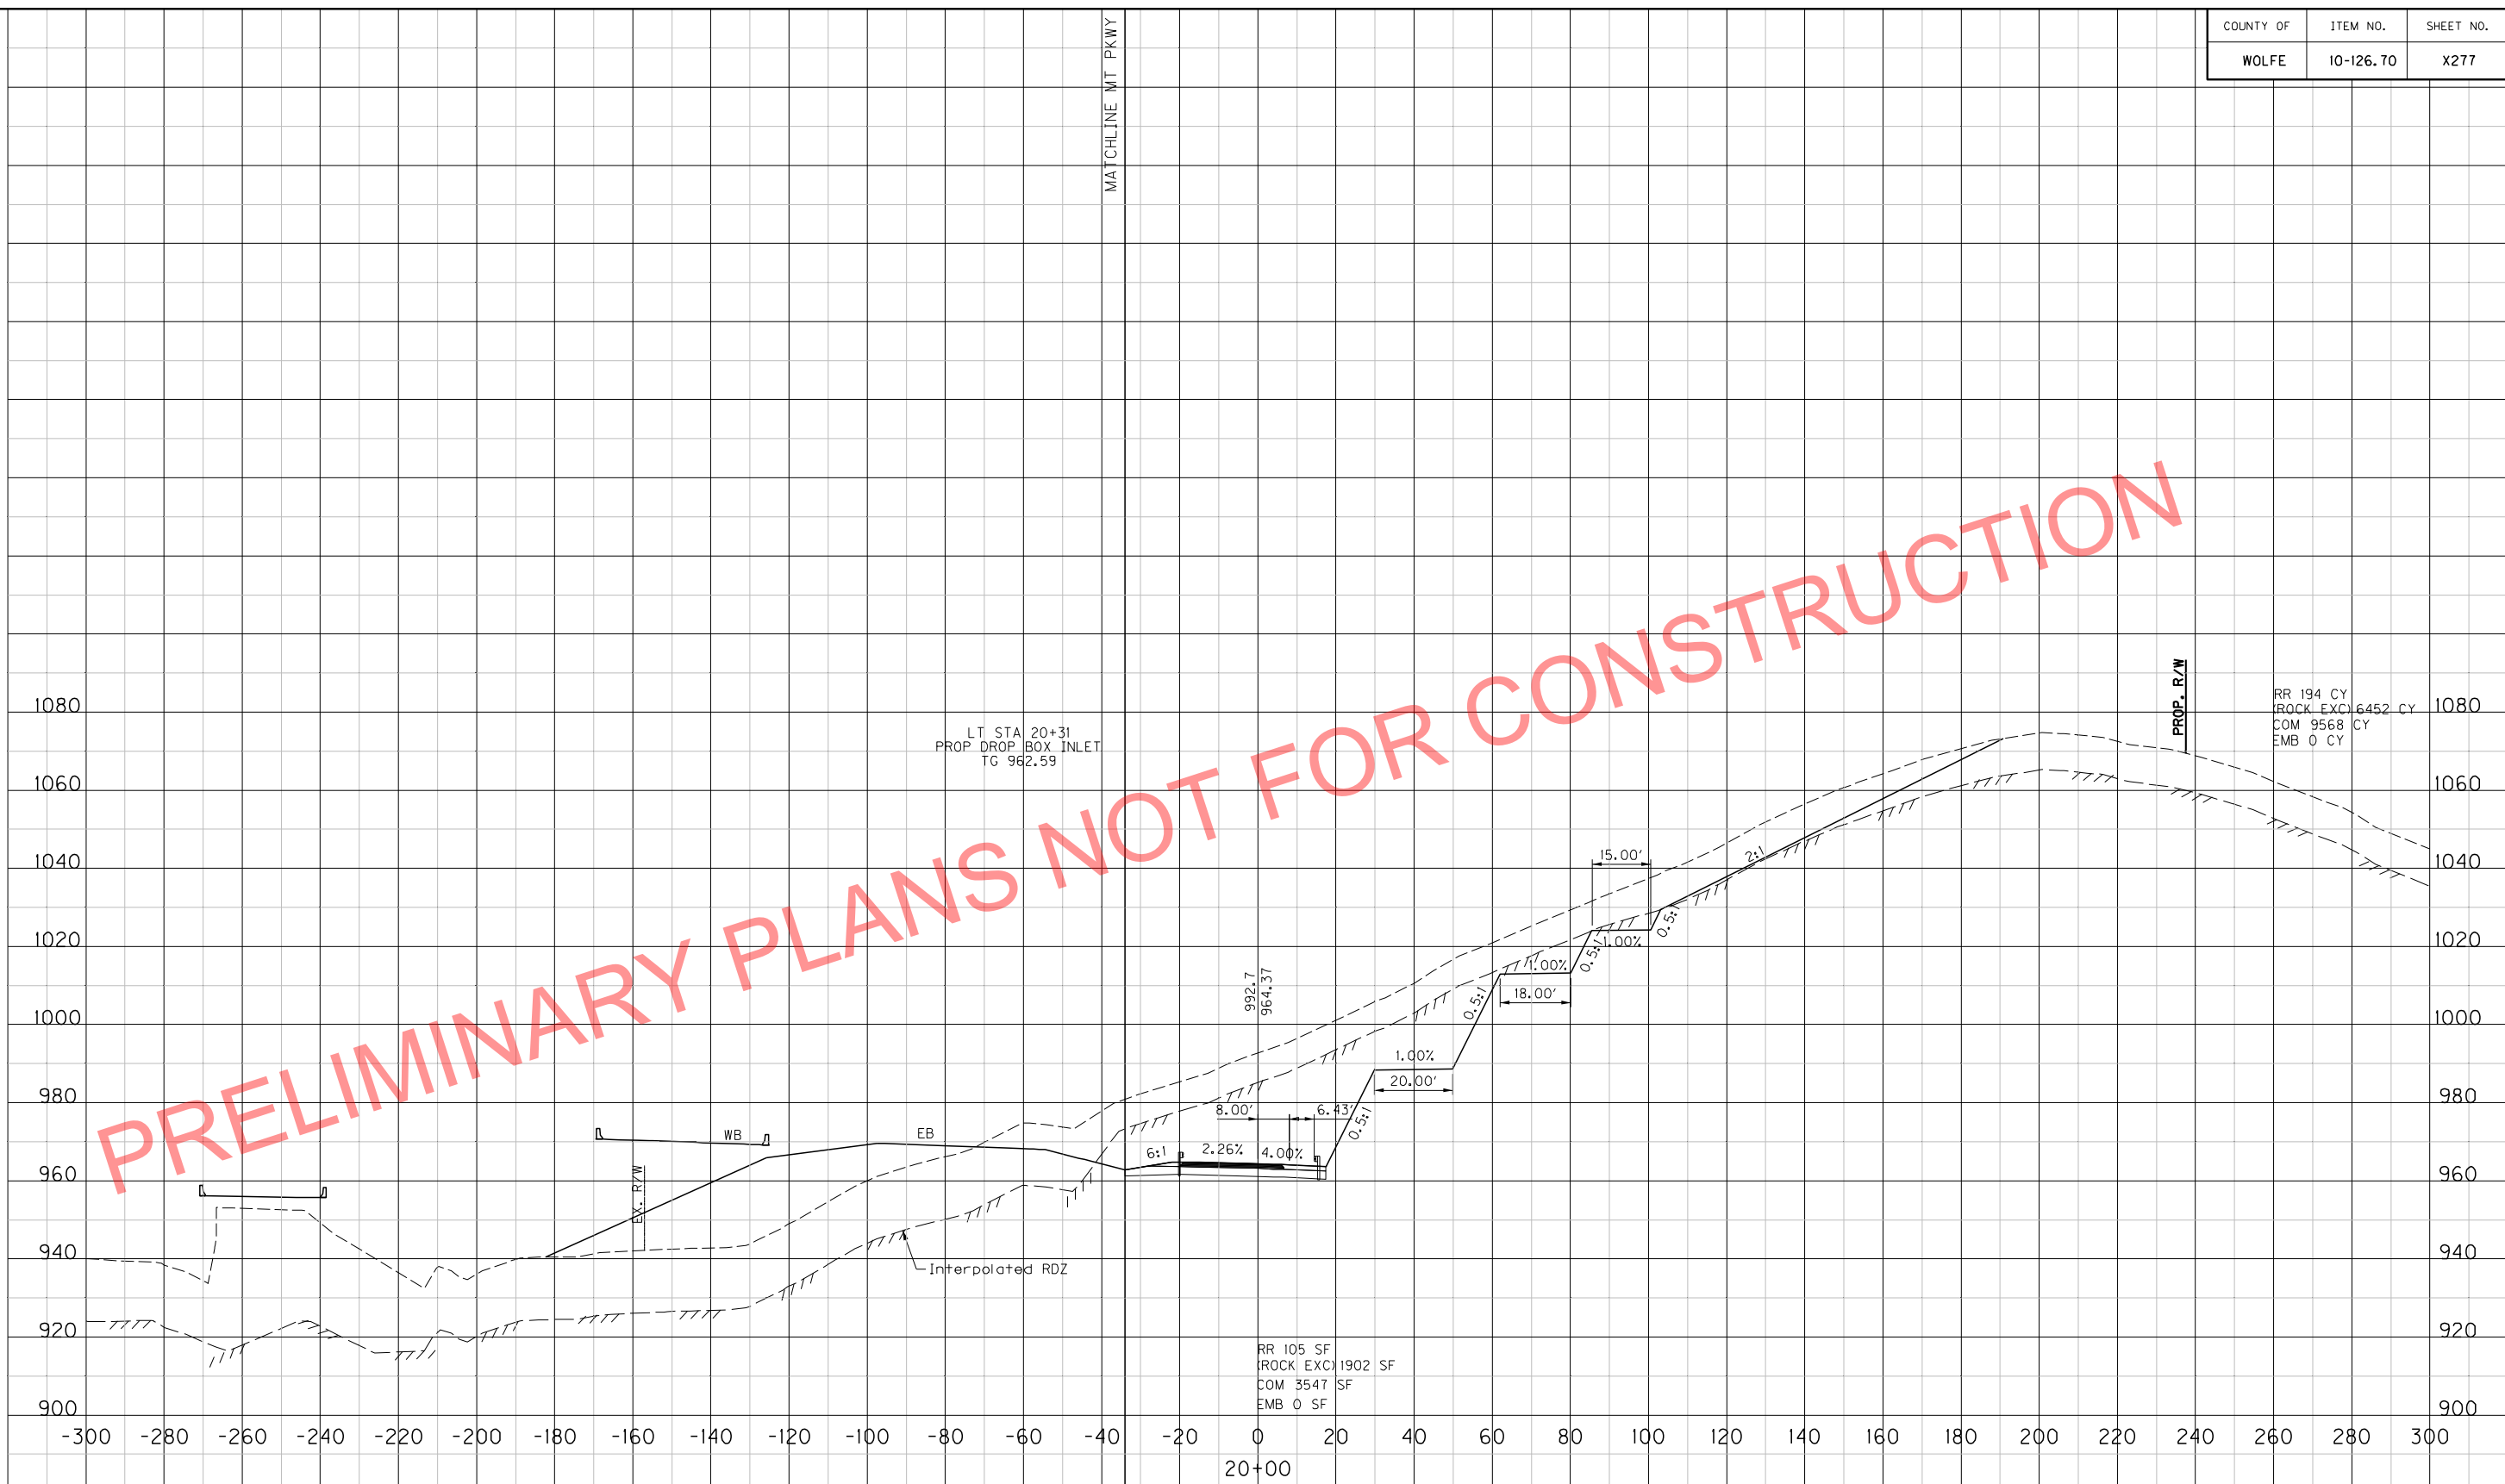 COUNTY OF ITEM NO. SHEET NO.
WOLFE 10-126.70 X277
MATCHLINE MT PKWY
PRELIMINARY PLANS NOT FOR CONSTRUCTION
PROP. R/W
RR 194 CY
(ROCK EXC) 6452 CY
COM 9568 CY
EMB 0 CY
LT STA 20+31
PROP DROP BOX INLET
TG 962.59
1080 1080
1060 1060
1040 1040
1020 1020
1000 1000
980 980
960 960
940 940
920 920
900 900
15.00'
2:1
0.5:1
1.00%
0.5:1
1.00%
18.00'
0.5:1
992.7
964.37
1.00%
20.00'
0.5:1
8.00' 6.43'
6:1 2.26% 4.00%
WB EB
EX. R/W
Interpolated RDZ
RR 105 SF
(ROCK EXC) 1902 SF
COM 3547 SF
EMB 0 SF
-300 -280 -260 -240 -220 -200 -180 -160 -140 -120 -100 -80 -60 -40 -20 0 20 40 60 80 100 120 140 160 180 200 220 240 260 280 300
20+00